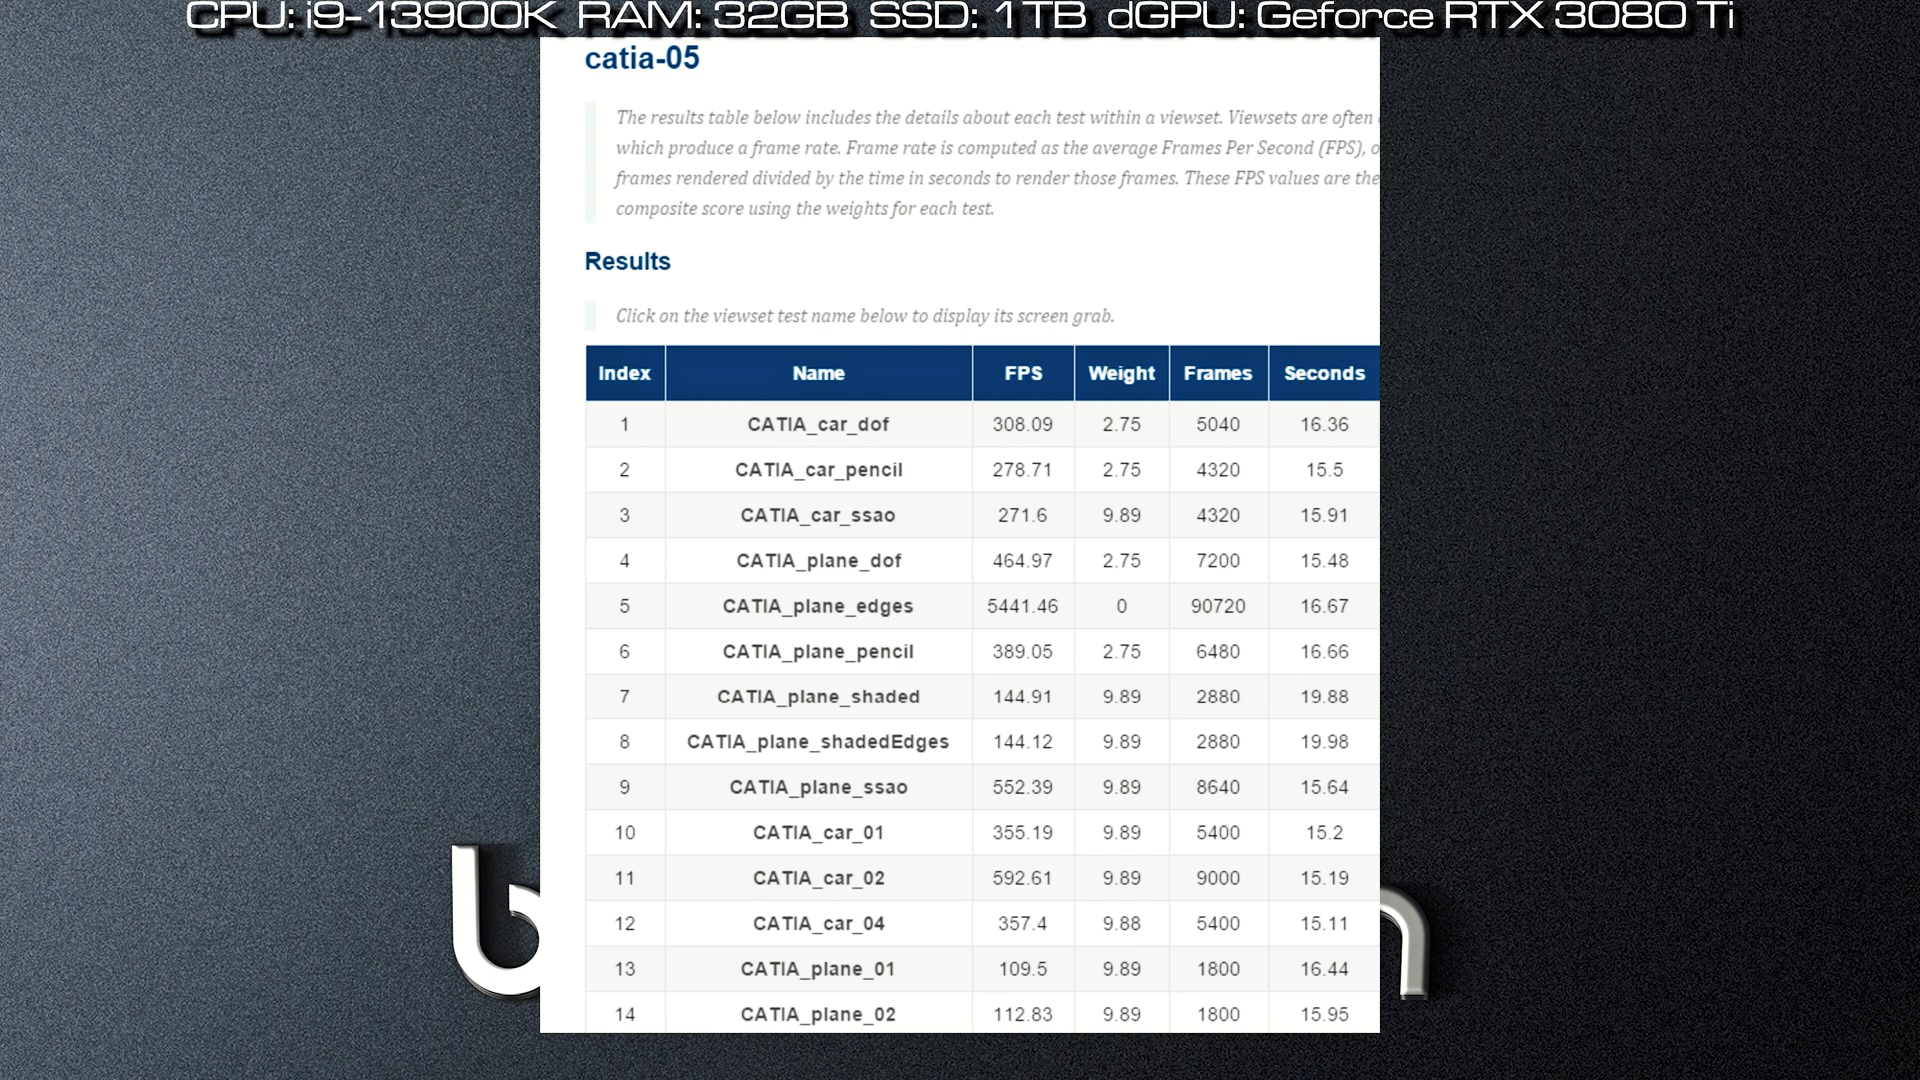 CPU: i9-13900K RAM: 32GB SSD: 1TB dGPU: Geforce RTX 3080 Ti
catia-05
The results table below includes the details about each test within a viewset. Viewsets are often
which produce a frame rate. Frame rate is computed as the average Frames Per Second (FPS), o
frames rendered divided by the time in seconds to render those frames. These FPS values are the
composite score using the weights for each test.
Results
Click on the viewset test name below to display its screen grab.
Index Name FPS Weight Frames Seconds
1 CATIA_car_dof 308.09 2.75 5040 16.36
2 CATIA_car_pencil 278.71 2.75 4320 15.5
3 CATIA_car_ssao 271.6 9.89 4320 15.91
4 CATIA_plane_dof 464.97 2.75 7200 15.48
5 CATIA_plane_edges 5441.46 0 90720 16.67
6 CATIA_plane_pencil 389.05 2.75 6480 16.66
7 CATIA_plane_shaded 144.91 9.89 2880 19.88
8 CATIA_plane_shadedEdges 144.12 9.89 2880 19.98
9 CATIA_plane_ssao 552.39 9.89 8640 15.64
10 CATIA_car_01 355.19 9.89 5400 15.2
11 CATIA_car_02 592.61 9.89 9000 15.19
12 CATIA_car_04 357.4 9.88 5400 15.11
13 CATIA_plane_01 109.5 9.89 1800 16.44
14 CATIA_plane_02 112.83 9.89 1800 15.95